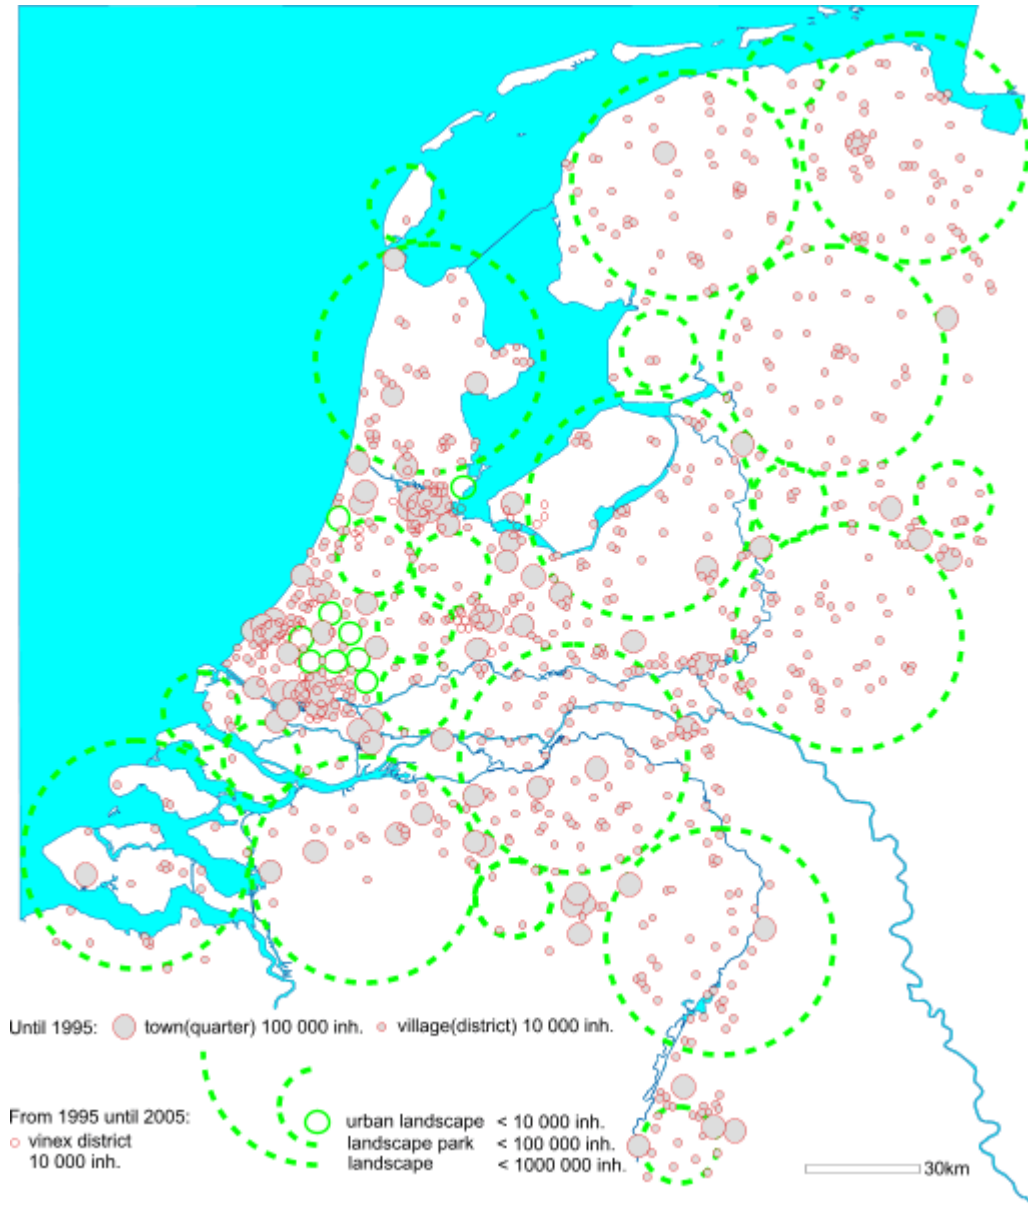 Until 1995: town(quarter) 100 000 inh. village(district) 10 000 inh.
From 1995 until 2005:
vinex district
10 000 inh.
urban landscape < 10 000 inh.
landscape park < 100 000 inh.
landscape < 1000 000 inh.
30km